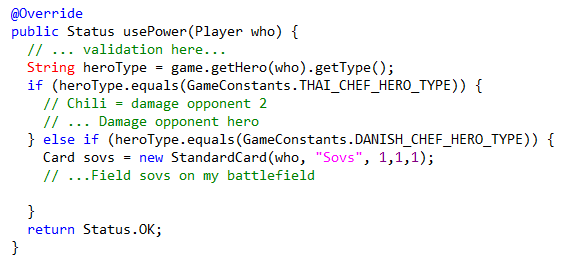 @Override
public Status usePower(Player who) {
  // ... validation here...
  String heroType = game.getHero(who).getType();
  if (heroType.equals(GameConstants.THAI_CHEF_HERO_TYPE)) {
    // Chili = damage opponent 2
    // ... Damage opponent hero
  } else if (heroType.equals(GameConstants.DANISH_CHEF_HERO_TYPE)) {
    Card sovs = new StandardCard(who, "Sovs", 1,1,1);
    // ...Field sovs on my battlefield
  }
  return Status.OK;
}